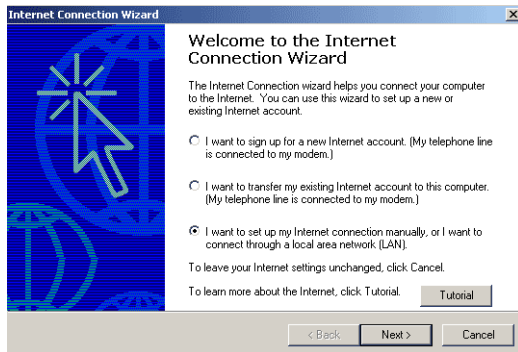 Internet Connection Wizard
Welcome to the Internet
Connection Wizard
The Internet Connection wizard helps you connect your computer
to the Internet. You can use this wizard to set up a new or
existing Internet account.
I want to sign up for a new Internet account. (My telephone line
is connected to my modem.)
I want to transfer my existing Internet account to this computer.
(My telephone line is connected to my modem.)
I want to set up my Internet connection manually, or I want to
connect through a local area network (LAN).
To leave your Internet settings unchanged, click Cancel.
To learn more about the Internet, click Tutorial.
Tutorial
< Back
Next >
Cancel